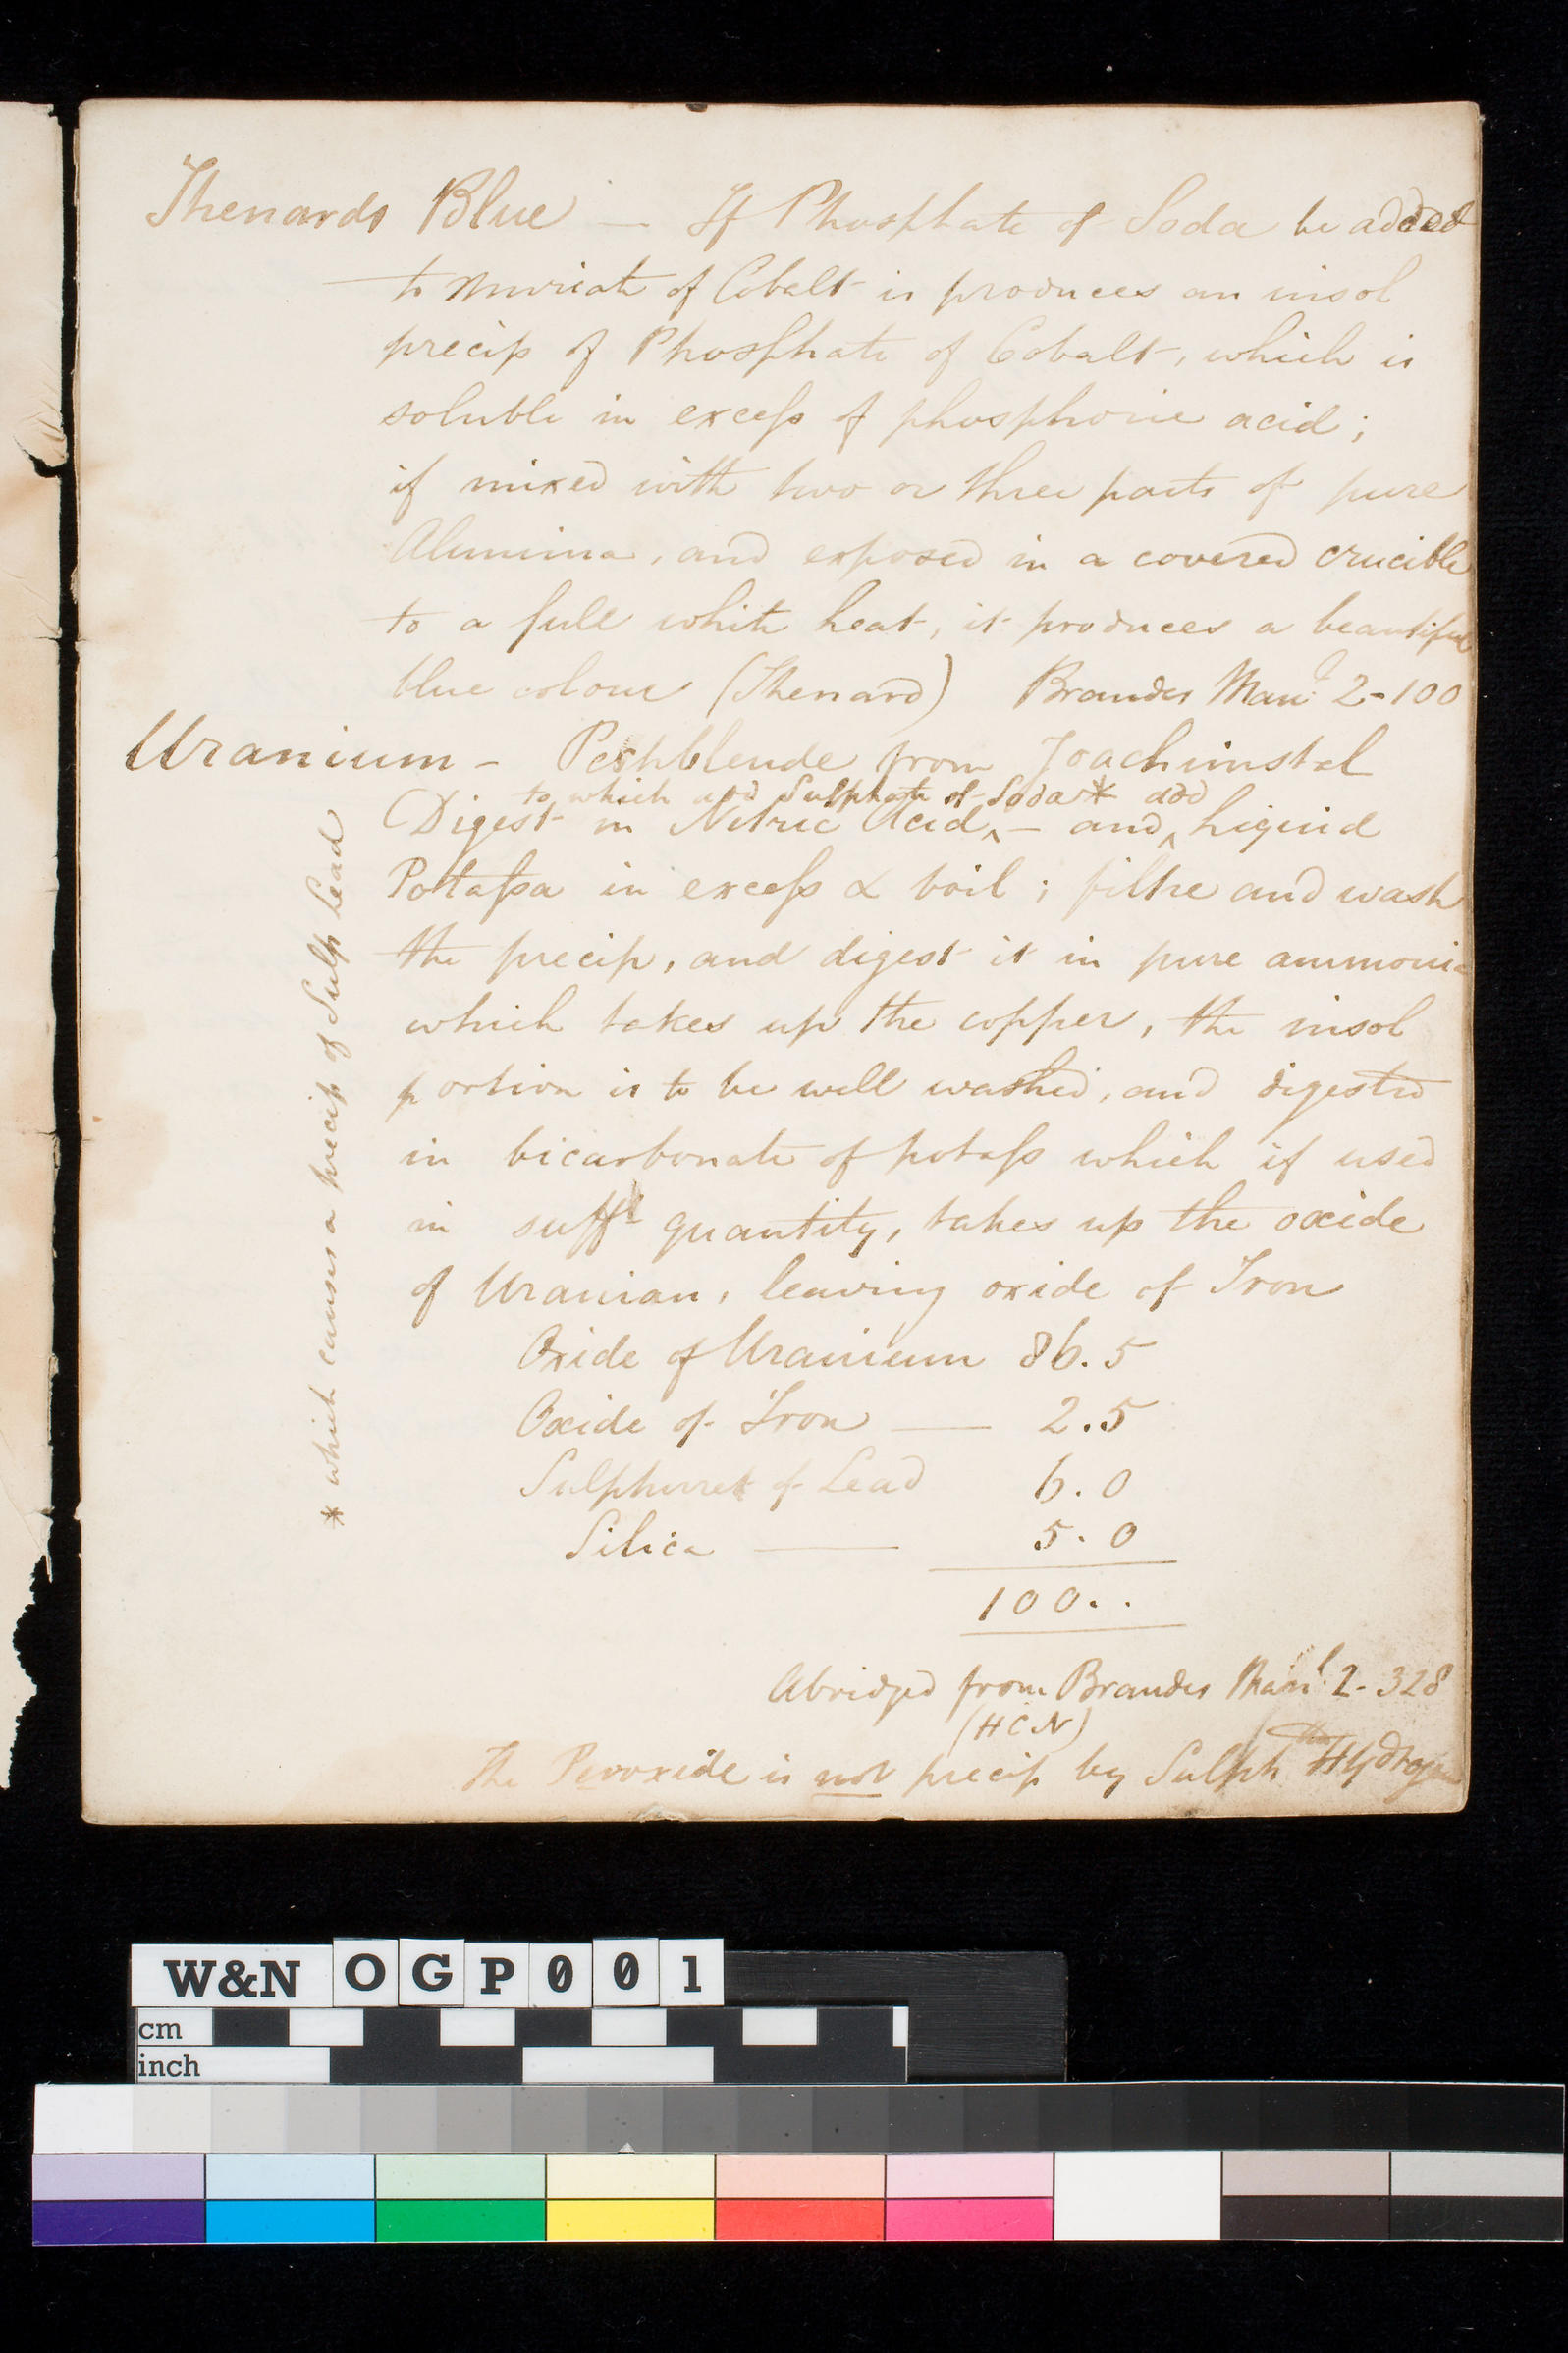 Thenards Blue — If Phosphate of Soda be added
to Muriate of Cobalt is produces an insol
precip of Phosphate of Cobalt, which is
soluble in excess of phosphoric acid;
if mixed with two or three parts of pure
Alumina, and exposed in a covered crucible
to a full white heat, it produces a beautiful
blue colour (Thenard) Brandes Manl 2-100
Uranium - Pechblende from Joachimstal
to which add Sulphate of Soda* add
Digest in Nitric Acid,^ — and ^ liquid
Potassa in excess & boil; filtre and wash
the precip, and digest it in pure ammonia
which takes up the copper, the insol
portion is to be well washed, and digested
in bicarbonate of potass which if used
in sufft quantity, takes up the oxide
of Uranian, leaving oxide of Iron
Oxide of Uranium 86.5
Oxide of Iron — 2.5
Sulphuret of Lead 6.0
Silica — 5.0
100..
Abridged from Brandes Manl. 2-328
(HCN)
The Peroxide is not precip by Sulph Hydrogen
* which causes a precip of Sulph Lead
W&N OGP001
cm
inch